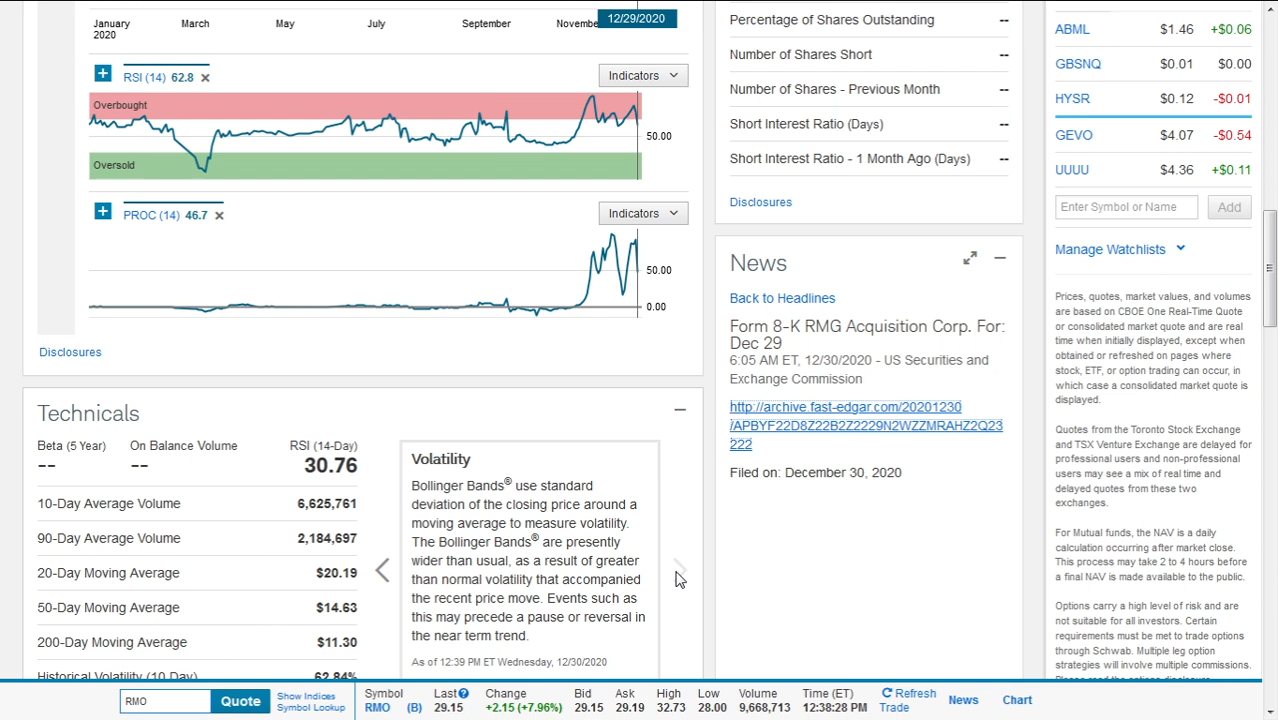 January
2020
March
May
July
September
Novembe
12/29/2020
RSI (14) 62.8
Indicators
Overbought
50.00
Oversold
PROC (14) 46.7
Indicators
50.00
0.00
Disclosures
Technicals
Beta (5 Year)
--
On Balance Volume
--
RSI (14-Day)
30.76
10-Day Average Volume 6,625,761
90-Day Average Volume 2,184,697
20-Day Moving Average $20.19
50-Day Moving Average $14.63
200-Day Moving Average $11.30
Historical Volatility (10 Day) 62.84%
Volatility
Bollinger Bands® use standard
deviation of the closing price around a
moving average to measure volatility.
The Bollinger Bands® are presently
wider than usual, as a result of greater
than normal volatility that accompanied
the recent price move. Events such as
this may precede a pause or reversal in
the near term trend.
As of 12:39 PM ET Wednesday, 12/30/2020
Percentage of Shares Outstanding --
Number of Shares Short --
Number of Shares - Previous Month --
Short Interest Ratio (Days) --
Short Interest Ratio - 1 Month Ago (Days) --
Disclosures
News
Back to Headlines
Form 8-K RMG Acquisition Corp. For:
Dec 29
6:05 AM ET, 12/30/2020 - US Securities and
Exchange Commission
http://archive.fast-edgar.com/20201230
/APBYF22D8Z22B2Z2229N2WZZMRAHZ2Q23
222
Filed on: December 30, 2020
ABML $1.46 +$0.06
GBSNQ $0.01 $0.00
HYSR $0.12 -$0.01
GEVO $4.07 -$0.54
UUUU $4.36 +$0.11
Enter Symbol or Name Add
Manage Watchlists
Prices, quotes, market values, and volumes
are based on CBOE One Real-Time Quote
or consolidated market quote and are real
time when initially displayed, except when
obtained or refreshed on pages where
stock, ETF, or option trading can occur, in
which case a consolidated market quote is
displayed.
Quotes from the Toronto Stock Exchange
and TSX Venture Exchange are delayed for
professional users and non-professional
users may see a mix of real time and
delayed quotes from these two
exchanges.
For Mutual funds, the NAV is a daily
calculation occurring after market close.
This process may take 2 to 4 hours before
a final NAV is made available to the public.
Options carry a high level of risk and are
not suitable for all investors. Certain
requirements must be met to trade options
through Schwab. Multiple leg option
strategies will involve multiple commissions.
Please read the options disclosure
RMO
Quote
Show Indices
Symbol Lookup
Symbol
RMO (B)
Last
29.15
Change
+2.15 (+7.96%)
Bid
29.15
Ask
29.19
High
32.73
Low
28.00
Volume
9,668,713
Time (ET)
12:38:28 PM
Refresh
Trade
News
Chart